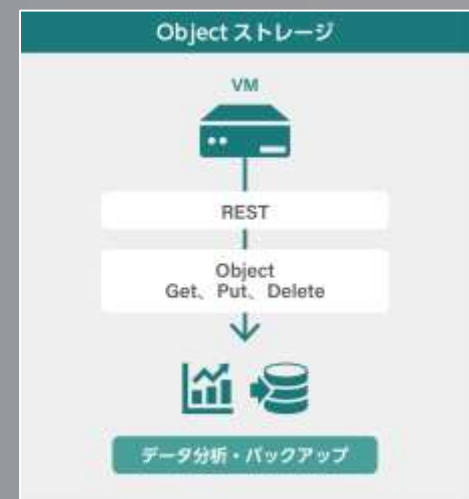 Object ストレージ
VM
REST
Object
Get、Put、Delete
データ分析・バックアップ